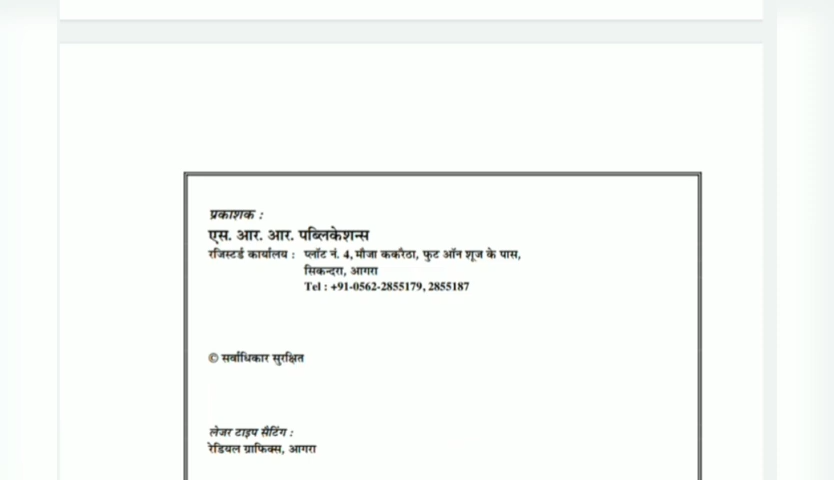 प्रकाशक :
एस. आर. आर. पब्लिकेशन्स
रजिस्टर्ड कार्यालय : प्लॉट नं. 4, मौजा ककरैठा, फुट ऑन शूज के पास,
सिकन्दरा, आगरा
Tel : +91-0562-2855179, 2855187
© सर्वाधिकार सुरक्षित
लेजर टाइप सैटिंग :
रेडियल ग्राफिक्स, आगरा